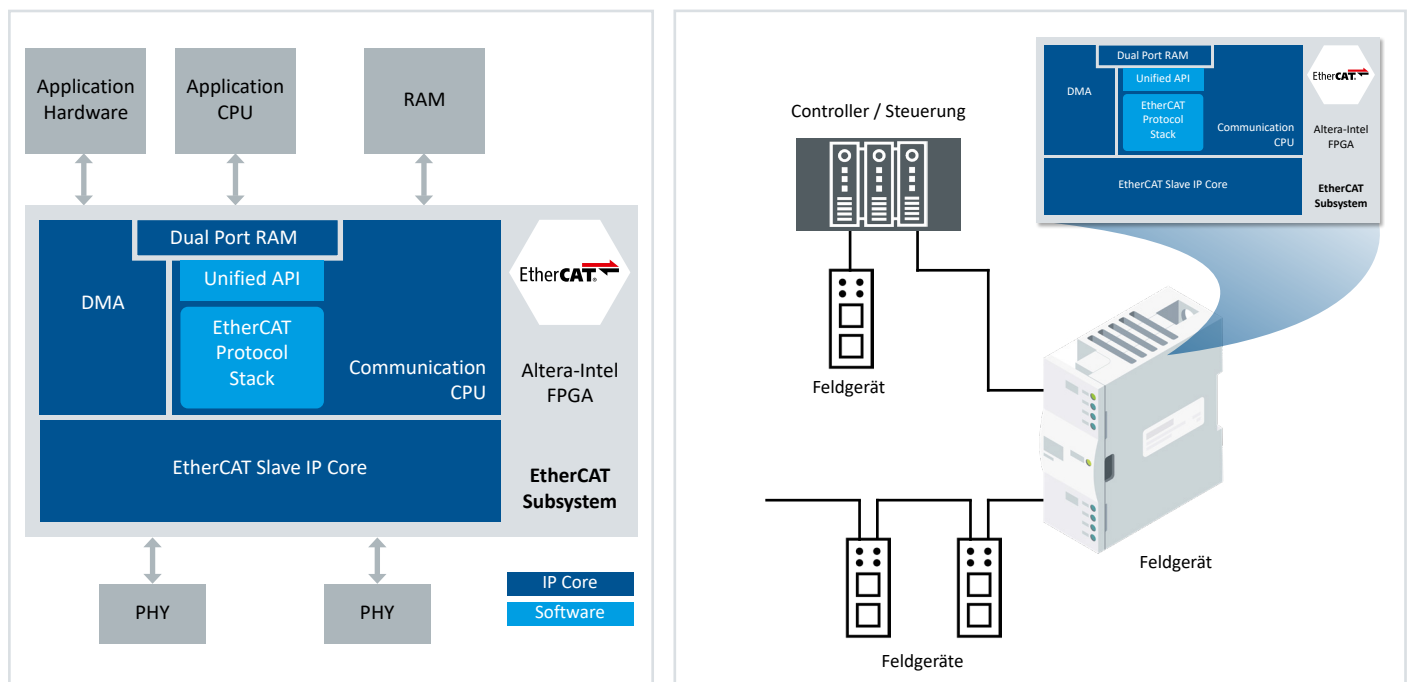 Application
Hardware
Application
CPU
RAM
Dual Port RAM
Unified API
DMA
EtherCAT
Protocol
Stack
Communication
CPU
EtherCAT®
Altera-Intel
FPGA
EtherCAT Slave IP Core
EtherCAT
Subsystem
PHY
PHY
IP Core
Software
Controller / Steuerung
Feldgerät
Dual Port RAM
Unified API
DMA
EtherCAT
Protocol
Stack
Communication
CPU
EtherCAT®
Altera-Intel
FPGA
EtherCAT Slave IP Core
EtherCAT
Subsystem
Feldgerät
Feldgeräte